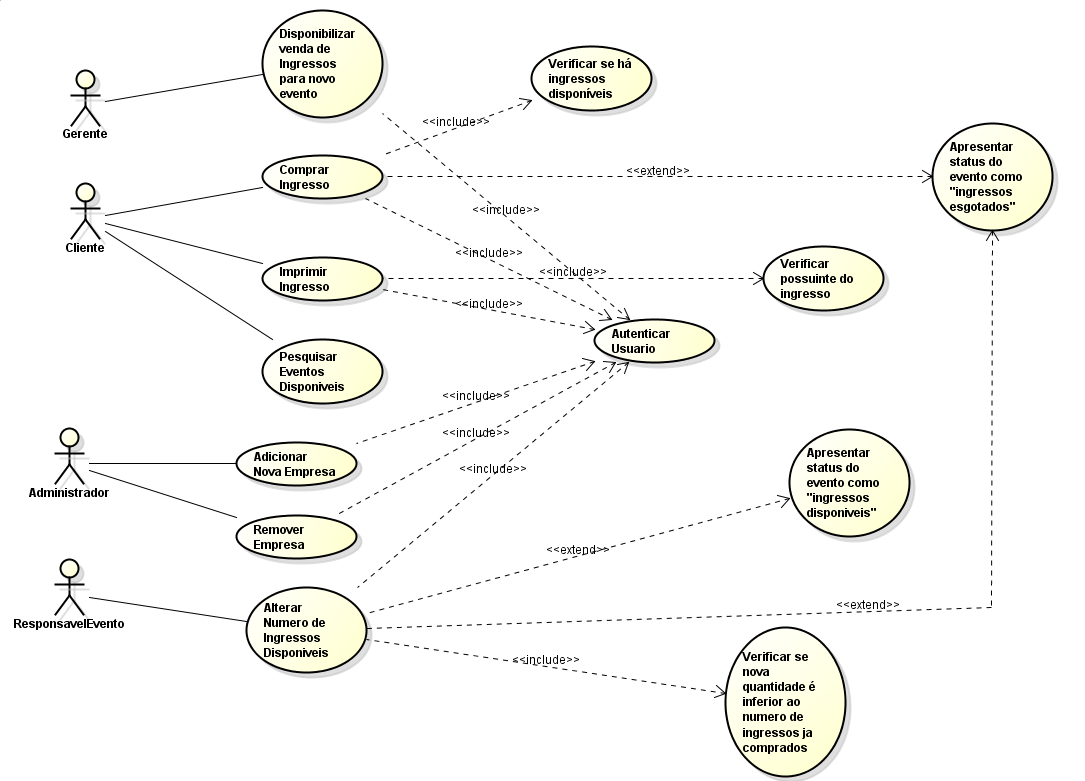 Disponibilizar
venda de
Ingressos
para novo
evento
Gerente
Verificar se há
ingressos
disponíveis
<<include>>
Comprar
Ingresso
<<extend>>
Apresentar
status do
evento como
"ingressos
esgotados"
Cliente
<<include>>
<<include>>
Imprimir
Ingresso
<<include>>
Verificar
possuinte do
ingresso
<<include>>
Autenticar
Usuario
Pesquisar
Eventos
Disponiveis
<<include>>
<<include>>
Adicionar
Nova Empresa
<<include>>
Administrador
Apresentar
status do
evento como
"ingressos
disponiveis"
Remover
Empresa
<<extend>>
ResponsavelEvento
Alterar
Numero de
Ingressos
Disponiveis
<<extend>>
<<include>>
Verificar se
nova
quantidade é
inferior ao
numero de
ingressos ja
comprados